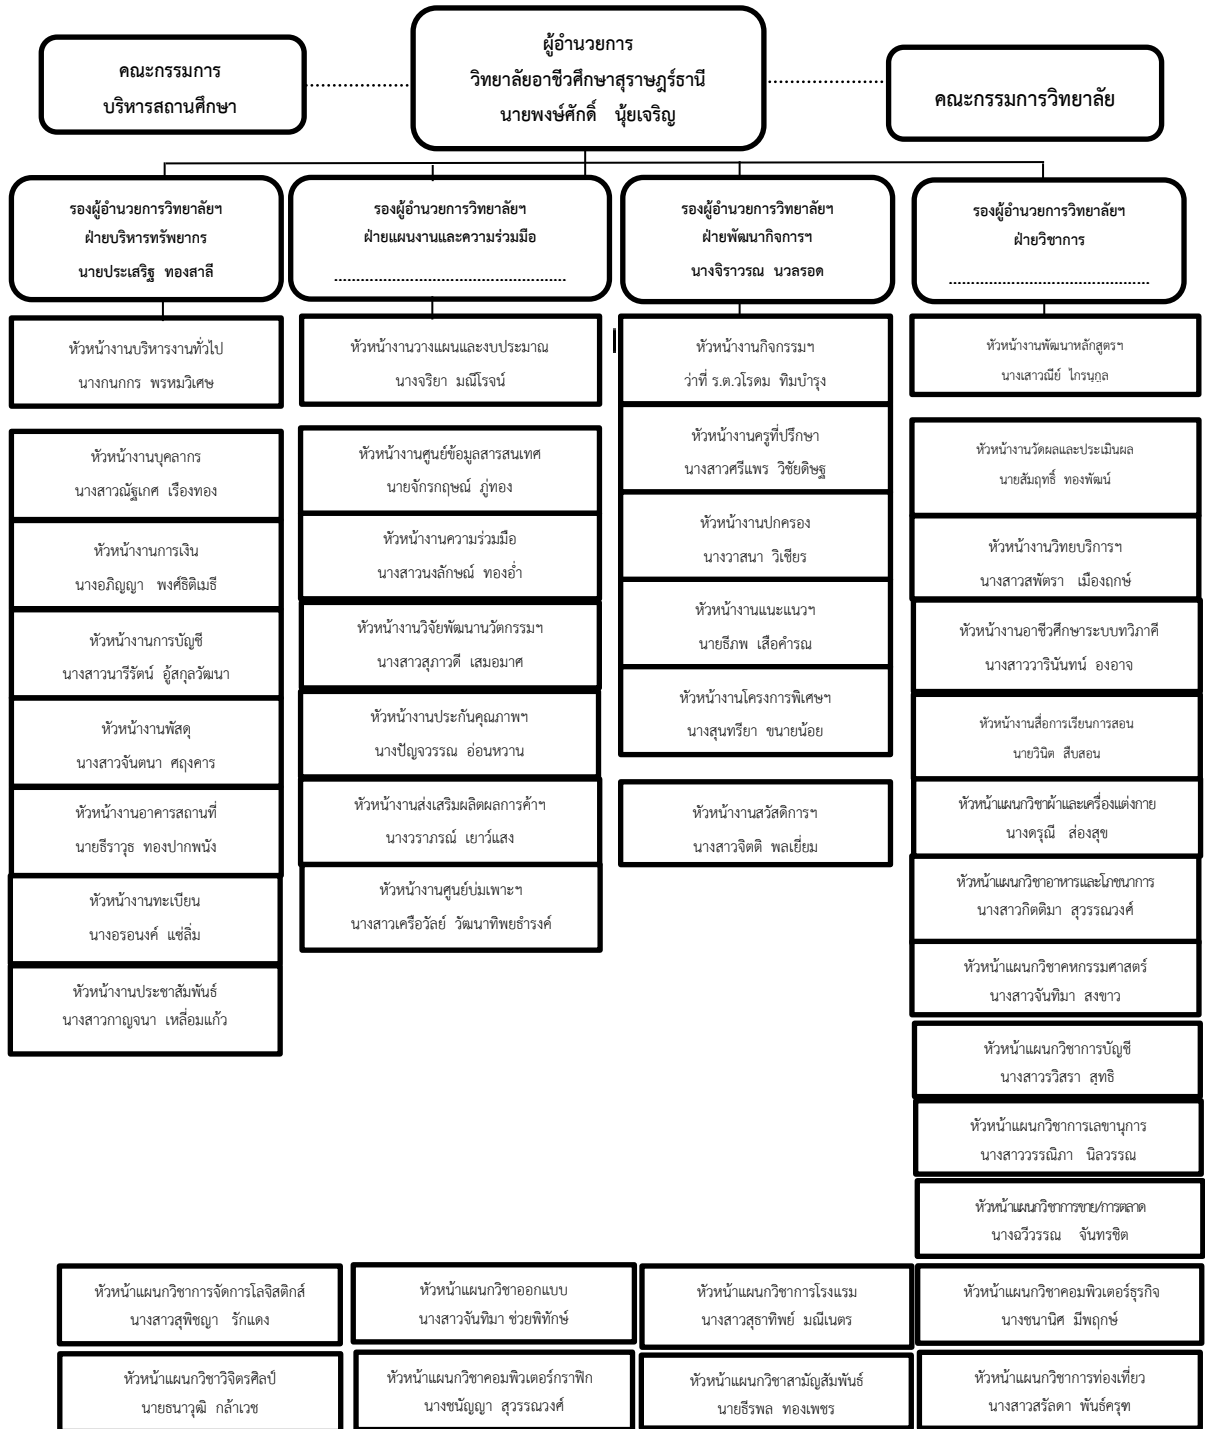 ผู้อำนวยการ
วิทยาลัยอาชีวศึกษาสุราษฎร์ธานี
นายพงษ์ศักดิ์ นุ้ยเจริญ
คณะกรรมการ
บริหารสถานศึกษา
คณะกรรมการวิทยาลัย
รองผู้อำนวยการวิทยาลัยฯ
ฝ่ายบริหารทรัพยากร
นายประเสริฐ ทองสาลี
รองผู้อำนวยการวิทยาลัยฯ
ฝ่ายแผนงานและความร่วมมือ
รองผู้อำนวยการวิทยาลัยฯ
ฝ่ายพัฒนากิจการฯ
นางจิราวรณ นวลรอด
รองผู้อำนวยการวิทยาลัยฯ
ฝ่ายวิชาการ
หัวหน้างานบริหารงานทั่วไป
นางกนกกร พรหมวิเศษ
หัวหน้างานบุคลากร
นางสาวณัฐเกศ เรืองทอง
หัวหน้างานการเงิน
นางอภิญญา พงศ์ธิติเมธี
หัวหน้างานการบัญชี
นางสาวนารีรัตน์ อู้สกุลวัฒนา
หัวหน้างานพัสดุ
นางสาวจันตนา ศฤงคาร
หัวหน้างานอาคารสถานที่
นายธีราวุธ ทองปากพนัง
หัวหน้างานทะเบียน
นางอรอนงค์ แซ่ลิ่ม
หัวหน้างานประชาสัมพันธ์
นางสาวกาญจนา เหลื่อมแก้ว
หัวหน้างานวางแผนและงบประมาณ
นางจริยา มณีโรจน์
หัวหน้างานศูนย์ข้อมูลสารสนเทศ
นายจักรกฤษณ์ ภู่ทอง
หัวหน้างานความร่วมมือ
นางสาวนงลักษณ์ ทองอ่ำ
หัวหน้างานวิจัยพัฒนานวัตกรรมฯ
นางสาวสุภาวดี เสมอมาศ
หัวหน้างานประกันคุณภาพฯ
นางปัญจวรรณ อ่อนหวาน
หัวหน้างานส่งเสริมผลิตผลการค้าฯ
นางวราภรณ์ เยาว์แสง
หัวหน้างานศูนย์บ่มเพาะฯ
นางสาวเครือวัลย์ วัฒนาทิพยธำรงค์
หัวหน้างานกิจกรรมฯ
ว่าที่ ร.ต.วโรดม ทิมบำรุง
หัวหน้างานครูที่ปรึกษา
นางสาวศรีแพร วิชัยดิษฐ
หัวหน้างานปกครอง
นางวาสนา วิเชียร
หัวหน้างานแนะแนวฯ
นายธีภพ เสือคำรณ
หัวหน้างานโครงการพิเศษฯ
นางสุนทรียา ขนายน้อย
หัวหน้างานสวัสดิการฯ
นางสาวจิตติ พลเยี่ยม
หัวหน้างานพัฒนาหลักสูตรฯ
นางเสาวณีย์ ไกรนุกูล
หัวหน้างานวัดผลและประเมินผล
นายสัมฤทธิ์ ทองพัฒน์
หัวหน้างานวิทยบริการฯ
นางสาวสพัตรา เมืองฤกษ์
หัวหน้างานอาชีวศึกษาระบบทวิภาคี
นางสาววารินันทน์ องอาจ
หัวหน้างานสื่อการเรียนการสอน
นายวินิต สืบสอน
หัวหน้าแผนกวิชาผ้าและเครื่องแต่งกาย
นางดรุณี ส่องสุข
หัวหน้าแผนกวิชาอาหารและโภชนาการ
นางสาวกิตติมา สุวรรณวงศ์
หัวหน้าแผนกวิชาคหกรรมศาสตร์
นางสาวจันทิมา สงขาว
หัวหน้าแผนกวิชาการบัญชี
นางสาวรวิสรา สุทธิ
หัวหน้าแผนกวิชาการเลขานุการ
นางสาววรรณิภา นิลวรรณ
หัวหน้าแผนกวิชาการขาย/การตลาด
นางฉวีวรรณ จันทรชิต
หัวหน้าแผนกวิชาการจัดการโลจิสติกส์
นางสาวสุพิชญา รักแดง
หัวหน้าแผนกวิชาออกแบบ
นางสาวจันทิมา ช่วยพิทักษ์
หัวหน้าแผนกวิชาการโรงแรม
นางสาวสุธาทิพย์ มณีเนตร
หัวหน้าแผนกวิชาคอมพิวเตอร์ธุรกิจ
นางชนานิศ มีพฤกษ์
หัวหน้าแผนกวิชาวิจิตรศิลป์
นายธนาวุฒิ กล้าเวช
หัวหน้าแผนกวิชาคอมพิวเตอร์กราฟิก
นางชนัญญา สุวรรณวงศ์
หัวหน้าแผนกวิชาสามัญสัมพันธ์
นายธีรพล ทองเพชร
หัวหน้าแผนกวิชาการท่องเที่ยว
นางสาวสรัลดา พันธ์ครุฑ